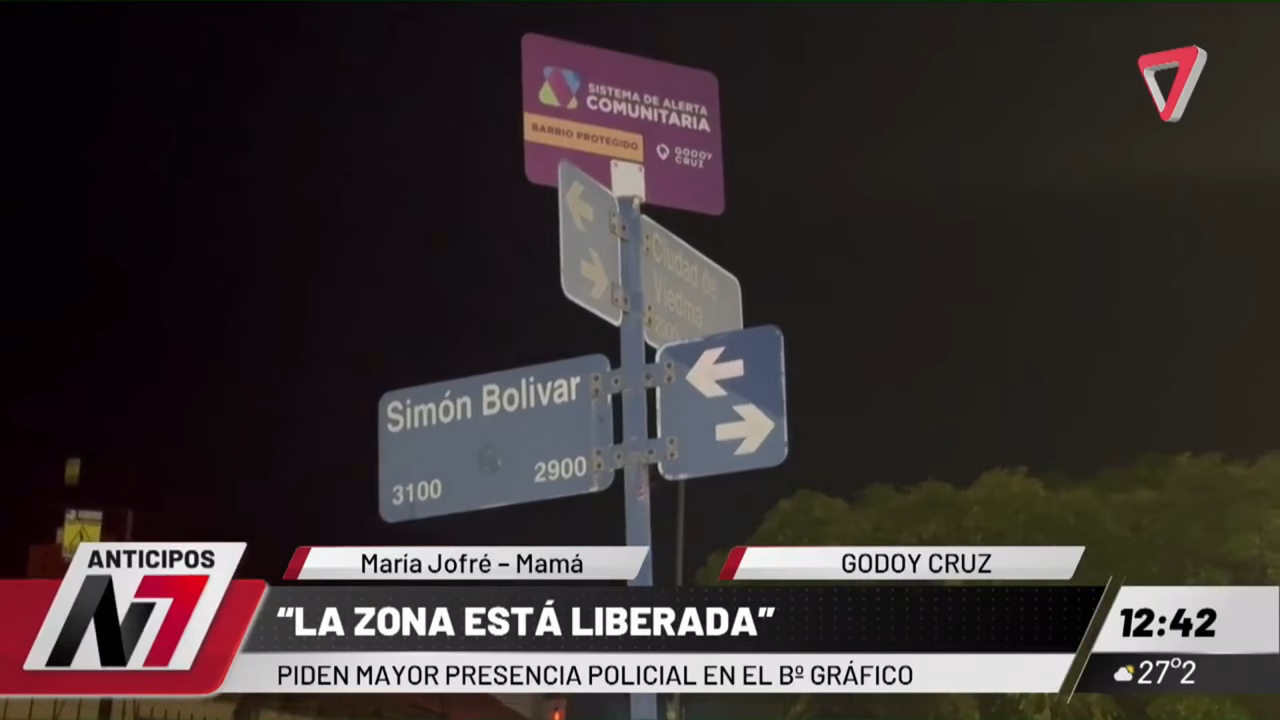 SISTEMA DE ALERTA
COMUNITARIA
BARRIO PROTEGIDO
GODOY
CRUZ
Ciudad de
Viedma
Simón Bolivar
3100 2900
ANTICIPOS
N7
María Jofré – Mamá
GODOY CRUZ
“LA ZONA ESTÁ LIBERADA”
12:42
PIDEN MAYOR PRESENCIA POLICIAL EN EL Bº GRÁFICO
27°2